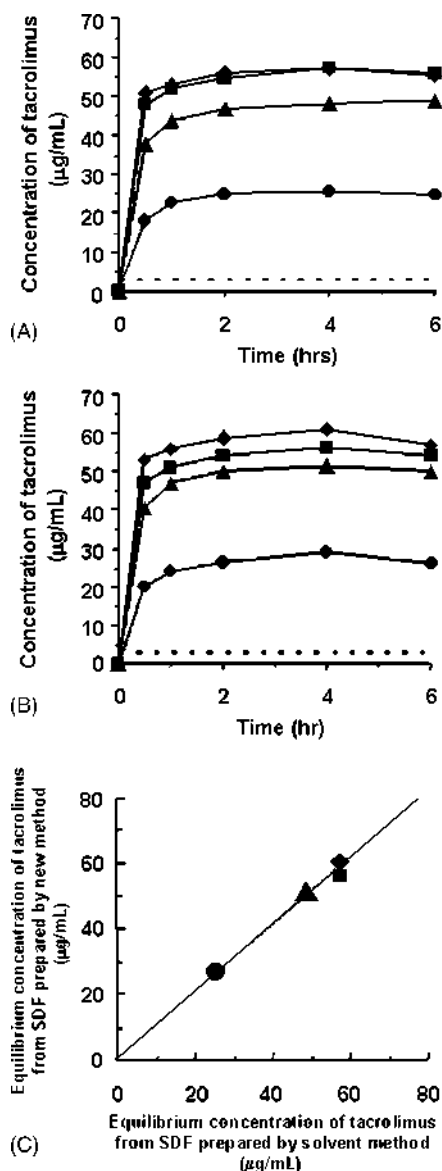 70
60
50
40
30
20
10
0
Concentration of tacrolimus
(µg/mL)
0 2 4 6
Time (hrs)
(A)
70
60
50
40
30
20
10
0
Concentration of tacrolimus
(µg/mL)
0 2 4 6
Time (hr)
(B)
80
60
40
20
0
Equilibrium concentration of tacrolimus
from SDF prepared by new method
(µg/mL)
0 20 40 60 80
Equilibrium concentration of tacrolimus
from SDF prepared by solvent method
(µg/mL)
(C)